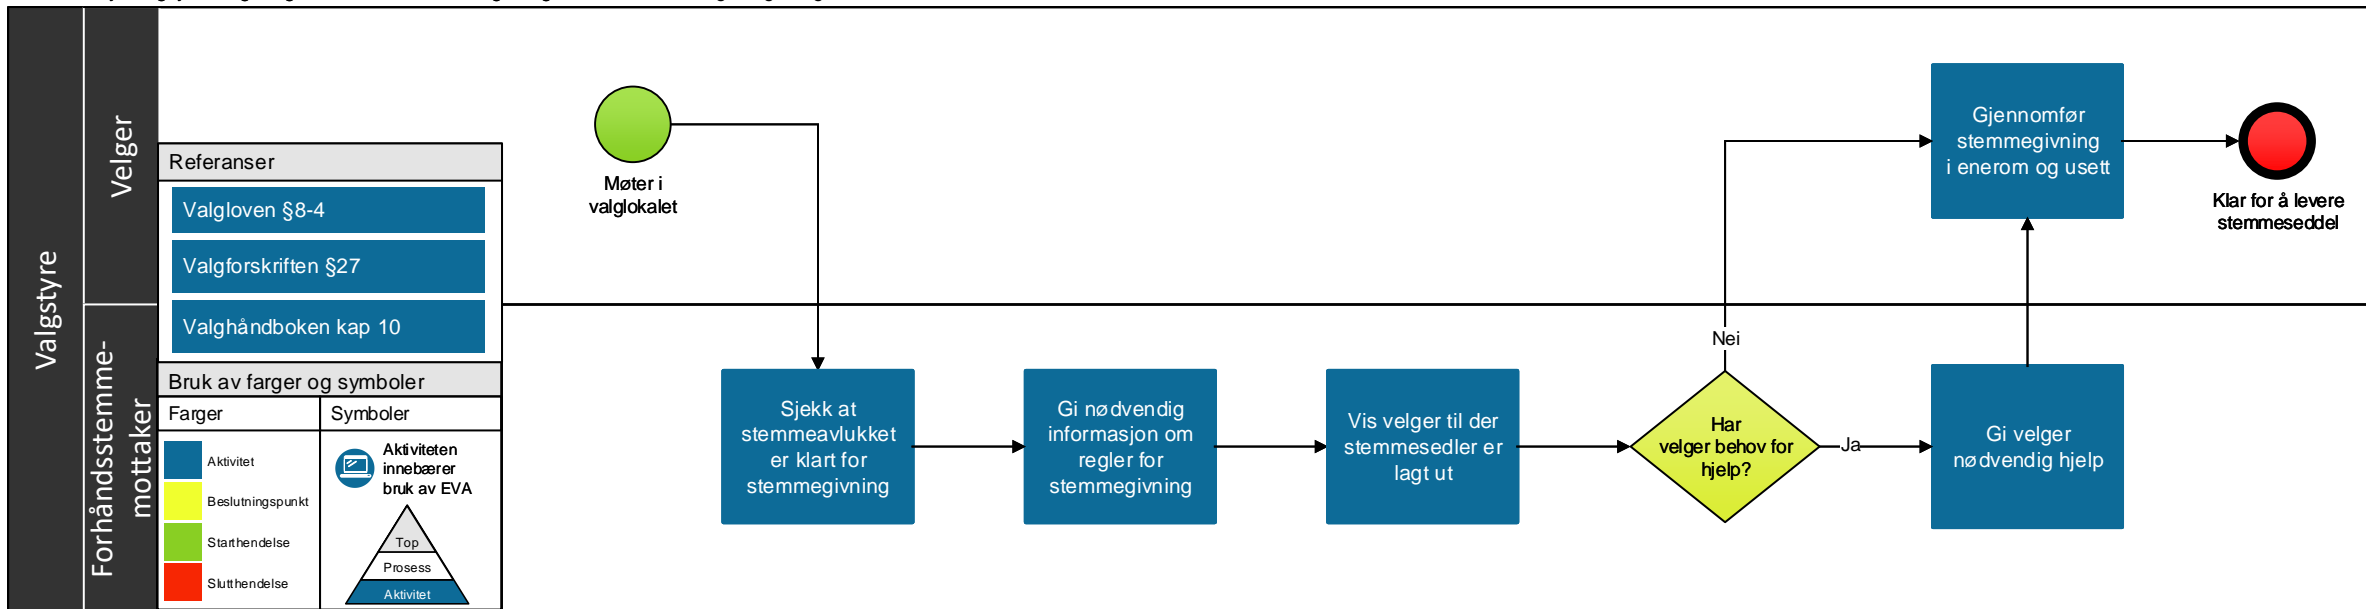 Valgstyre
Velger
Forhåndsstemme-
mottaker
Referanser
Valgloven §8-4
Valgforskriften §27
Valghåndboken kap 10
Bruk av farger og symboler
Farger
Symboler
Aktivitet
Beslutningspunkt
Starthendelse
Slutthendelse
Aktiviteten
innebærer
bruk av EVA
Top
Prosess
Aktivitet
Møter i
valglokalet
Sjekk at
stemmeavlukket
er klart for
stemmegivning
Gi nødvendig
informasjon om
regler for
stemmegivning
Vis velger til der
stemmesedler er
lagt ut
Har
velger behov for
hjelp?
Nei
Ja
Gi velger
nødvendig hjelp
Gjennomfør
stemmegivning
i enerom og usett
Klar for å levere
stemmeseddel